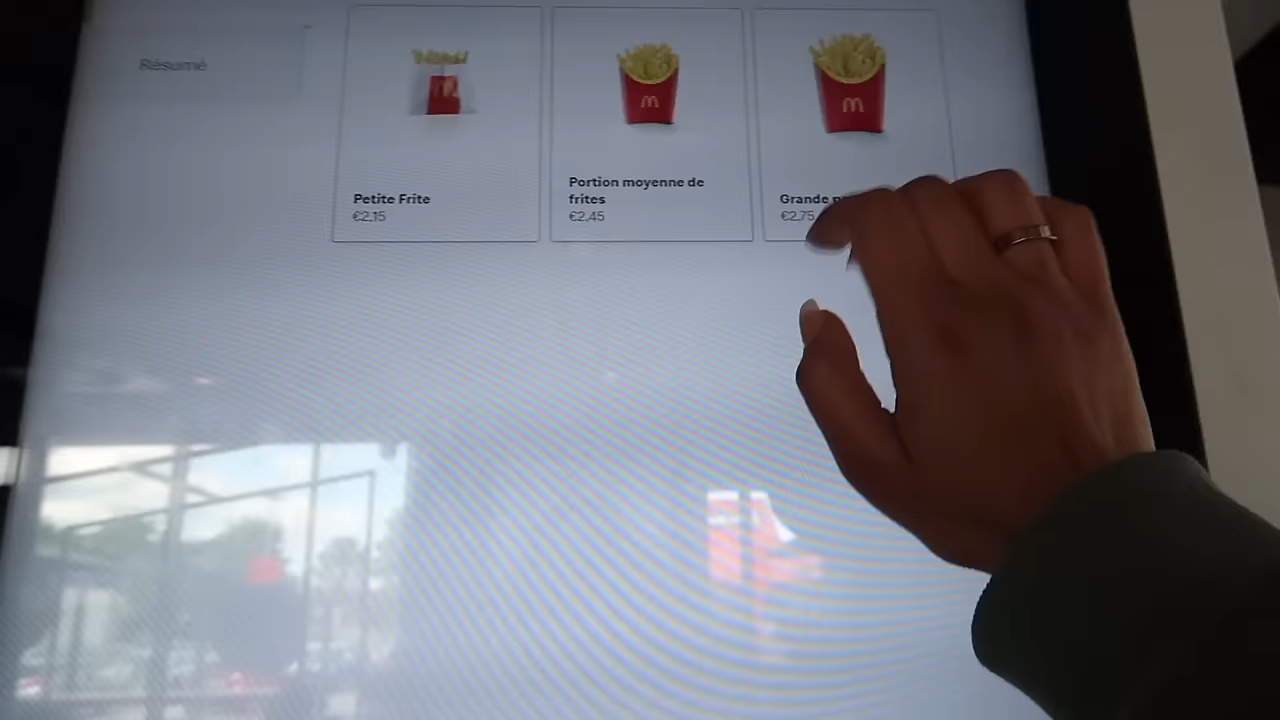 Résumé
Petite Frite
€2,15
Portion moyenne de
frites
€2,45
Grande
€2,75